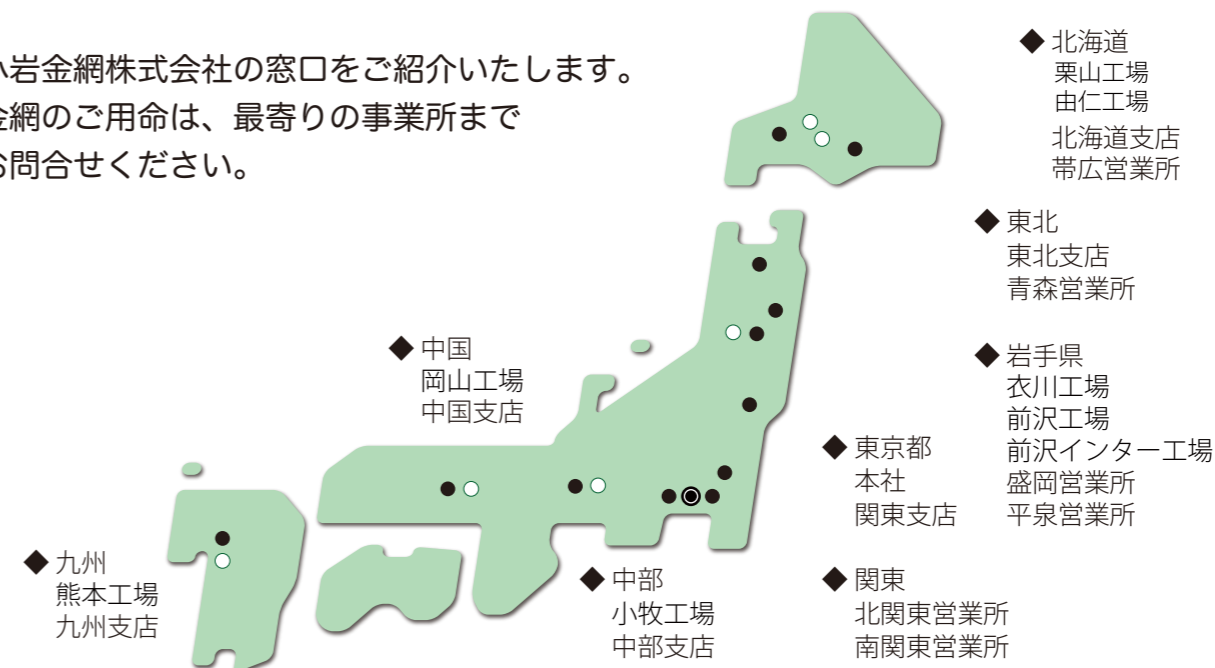 岩金網株式会社の窓口をご紹介いたします。
金網のご用命は、最寄りの事業所まで
お問合せください。
◆ 北海道
栗山工場
由仁工場
北海道支店
帯広営業所
◆ 東北
東北支店
青森営業所
◆ 岩手県
衣川工場
前沢工場
前沢インター工場
盛岡営業所
平泉営業所
◆ 中国
岡山工場
中国支店
◆ 東京都
本社
関東支店
◆ 九州
熊本工場
九州支店
◆ 中部
小牧工場
中部支店
◆ 関東
北関東営業所
南関東営業所